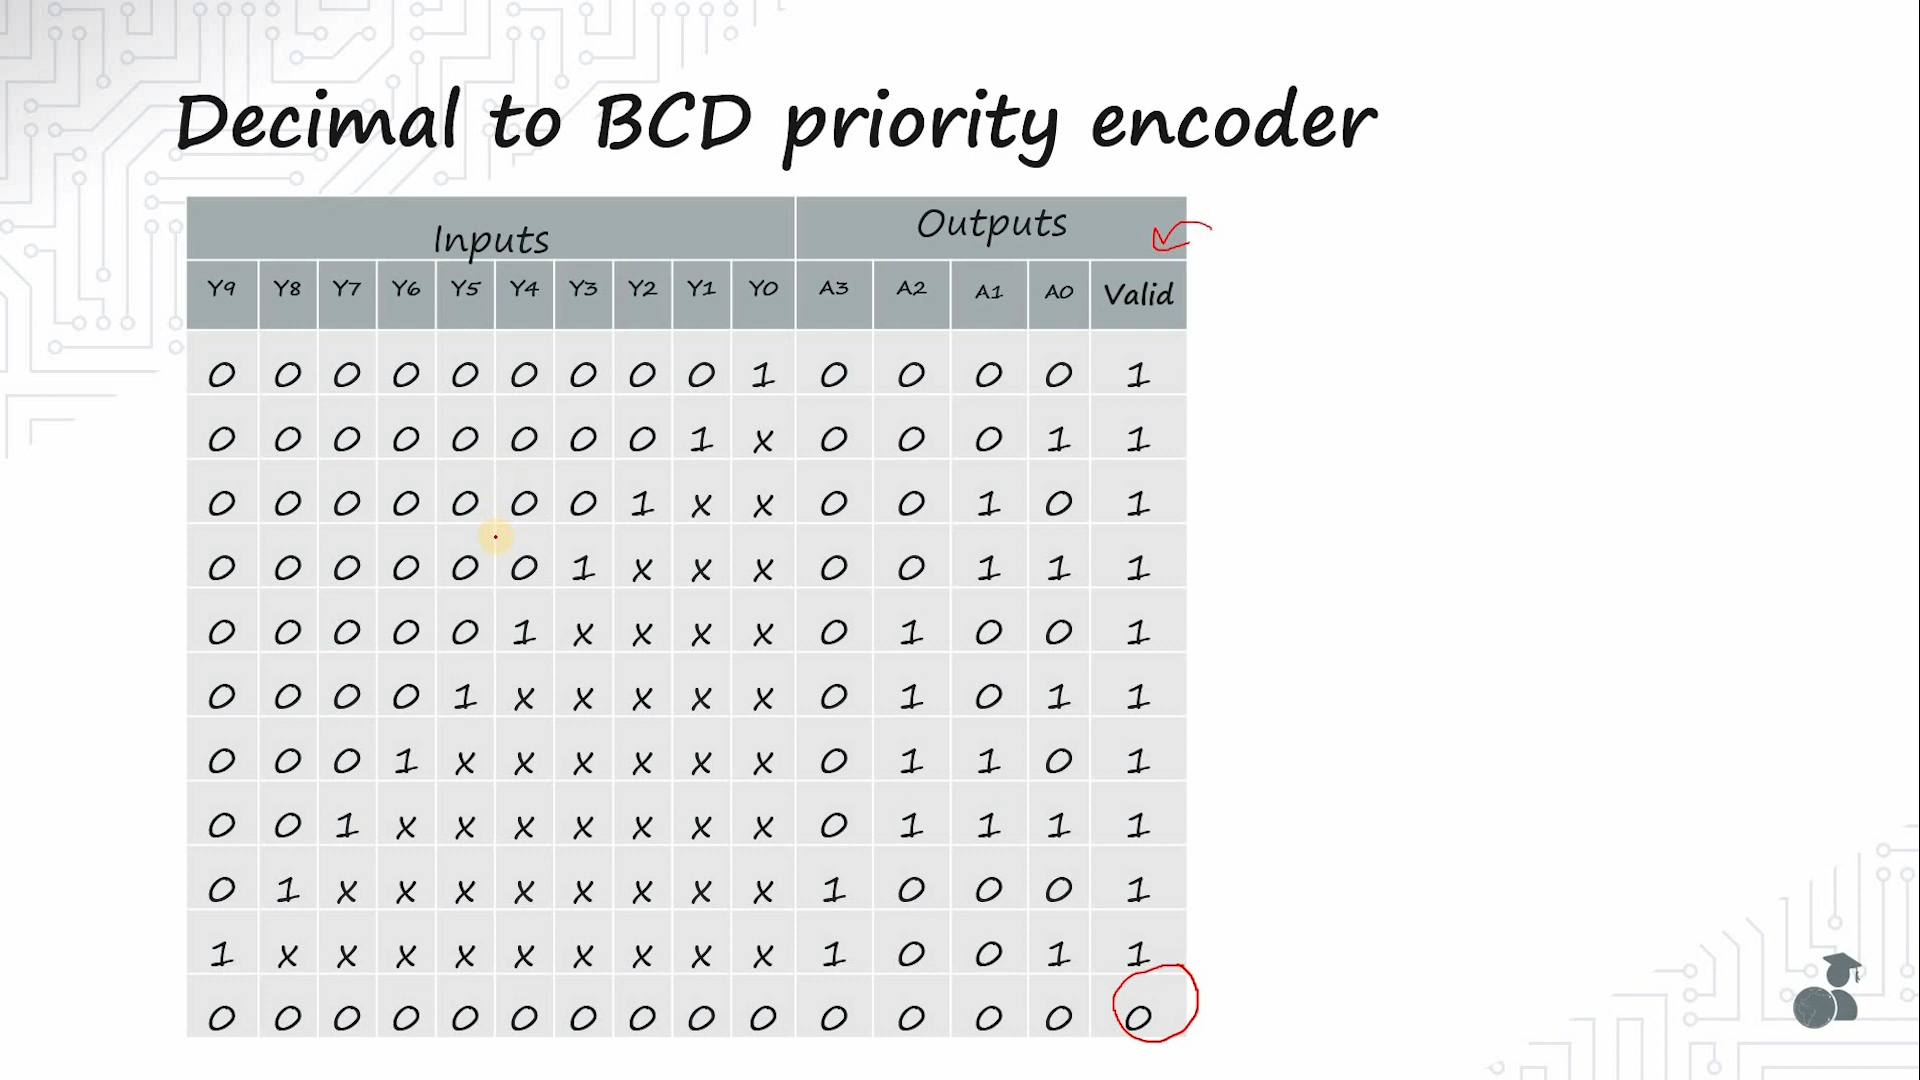 Decimal to BCD priority encoder
Inputs Outputs
Y9 Y8 Y7 Y6 Y5 Y4 Y3 Y2 Y1 Y0 A3 A2 A1 A0 Valid
0 0 0 0 0 0 0 0 0 1 0 0 0 0 1
0 0 0 0 0 0 0 0 1 x 0 0 0 1 1
0 0 0 0 0 0 0 1 x x 0 0 1 0 1
0 0 0 0 0 0 1 x x x 0 0 1 1 1
0 0 0 0 0 1 x x x x 0 1 0 0 1
0 0 0 0 1 x x x x x 0 1 0 1 1
0 0 0 1 x x x x x x 0 1 1 0 1
0 0 1 x x x x x x x 0 1 1 1 1
0 1 x x x x x x x x 1 0 0 0 1
1 x x x x x x x x x 1 0 0 1 1
0 0 0 0 0 0 0 0 0 0 0 0 0 0 0